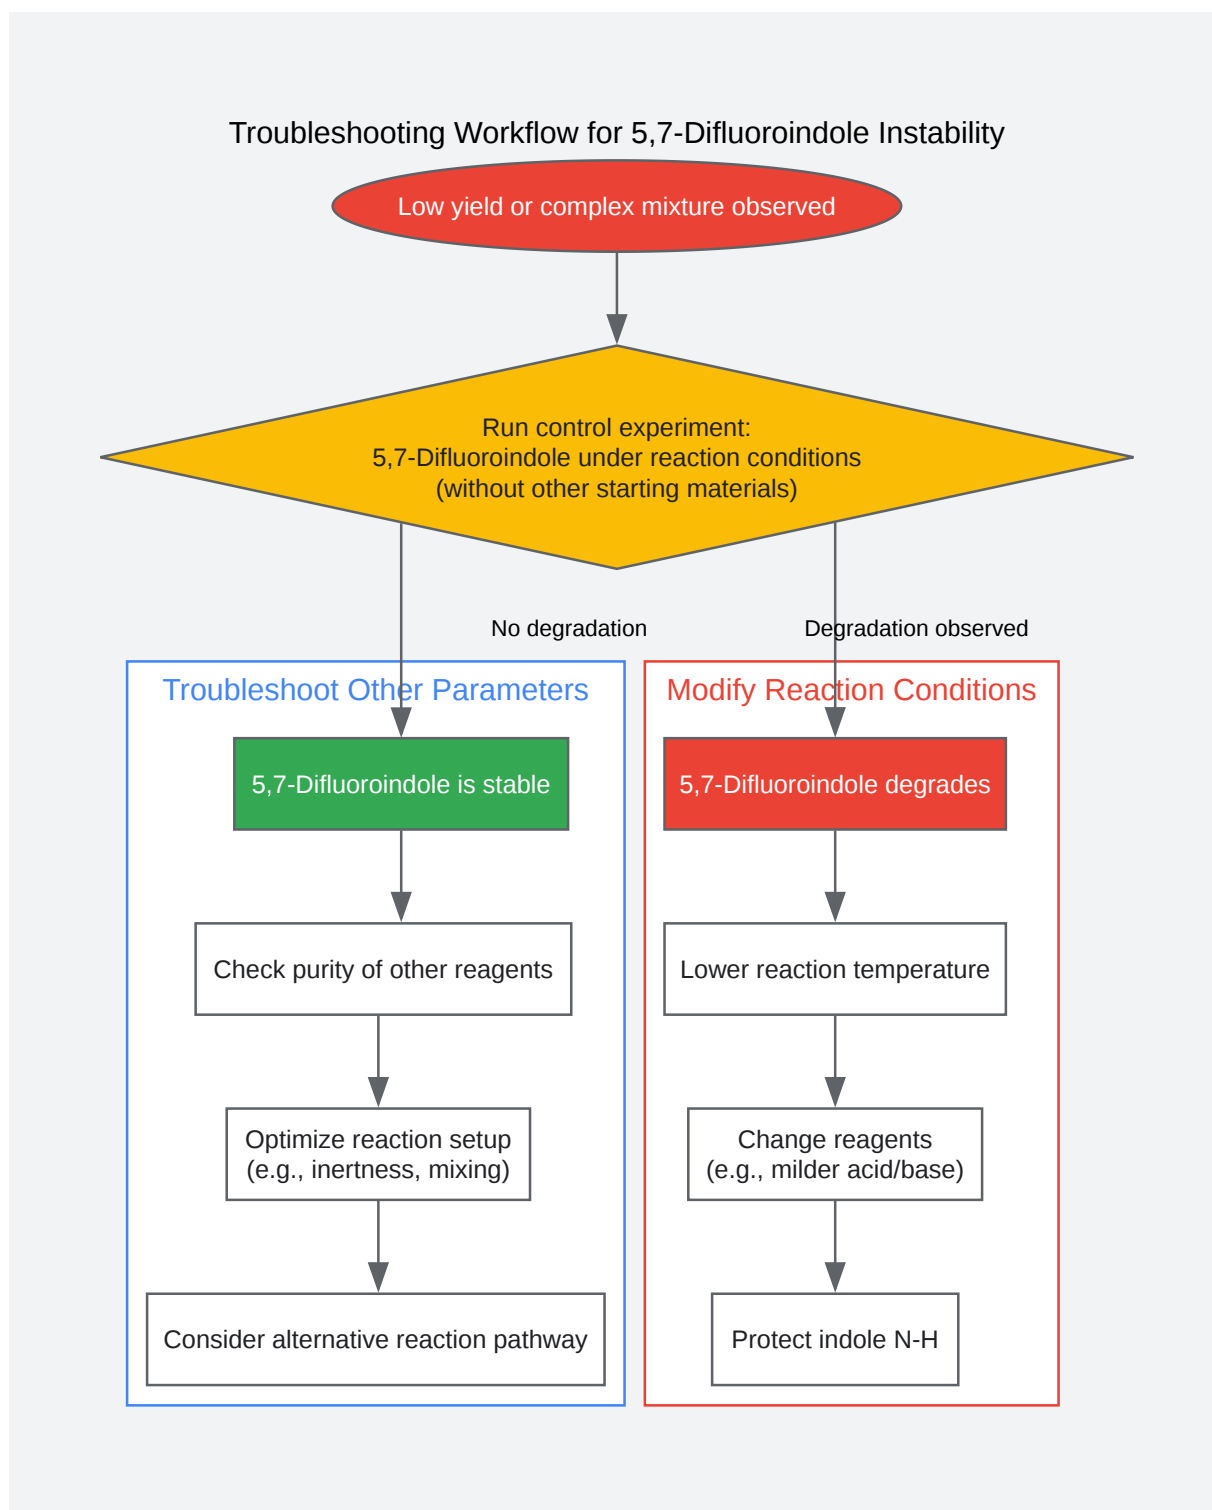 Troubleshooting Workflow for 5,7-Difluoroindole Instability
Low yield or complex mixture observed
Run control experiment:
5,7-Difluoroindole under reaction conditions
(without other starting materials)
No degradation
Degradation observed
Troubleshoot Other Parameters
5,7-Difluoroindole is stable
Check purity of other reagents
Optimize reaction setup
(e.g., inertness, mixing)
Consider alternative reaction pathway
Modify Reaction Conditions
5,7-Difluoroindole degrades
Lower reaction temperature
Change reagents
(e.g., milder acid/base)
Protect indole N-H